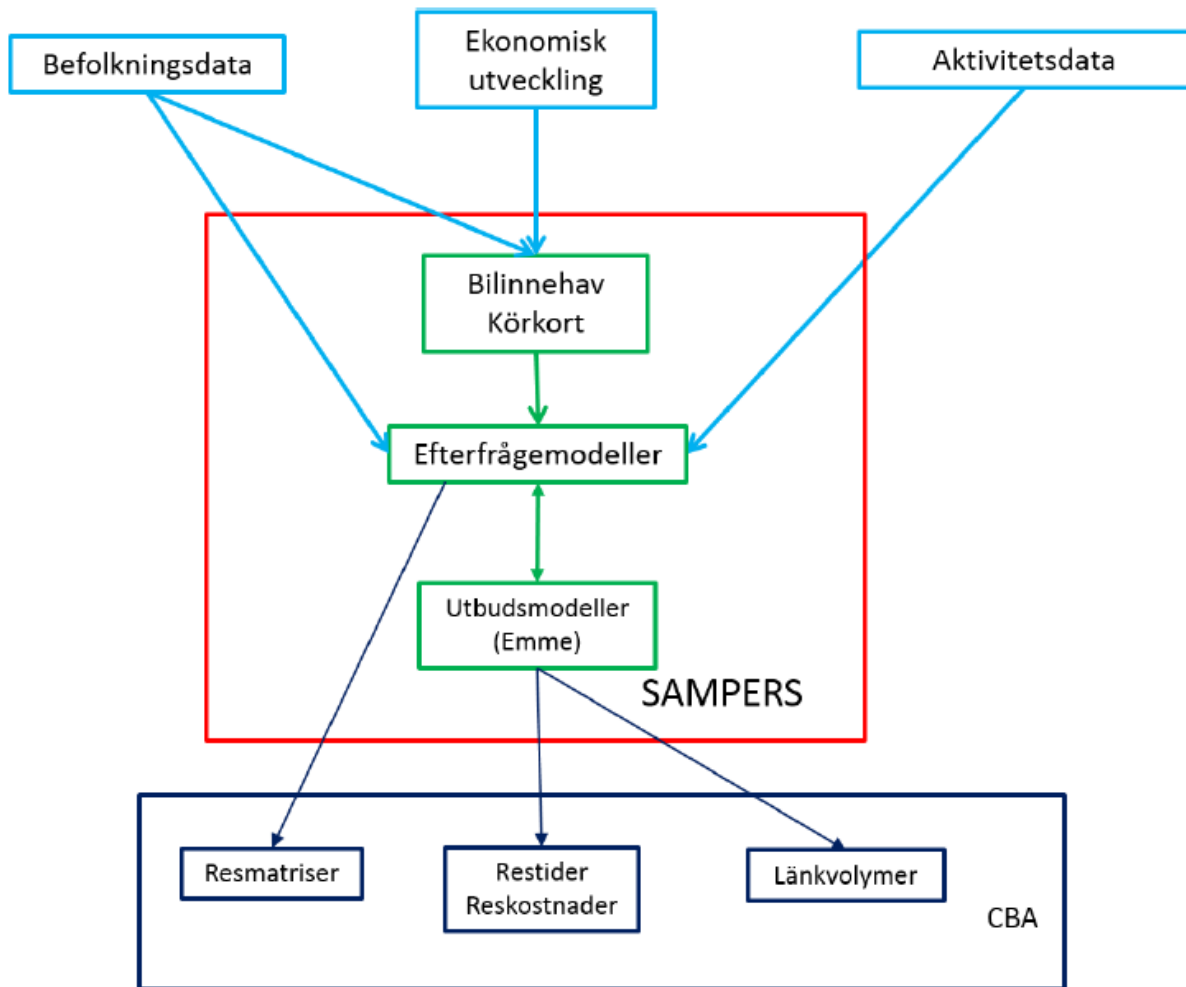 Befolkningsdata
Ekonomisk
utveckling
Aktivitetsdata
Bilinnehav
Körkort
Efterfrågemodeller
Utbudsmodeller
(Emme)
SAMPERS
Resmatriser
Restider
Reskostnader
Länkvolymer
CBA